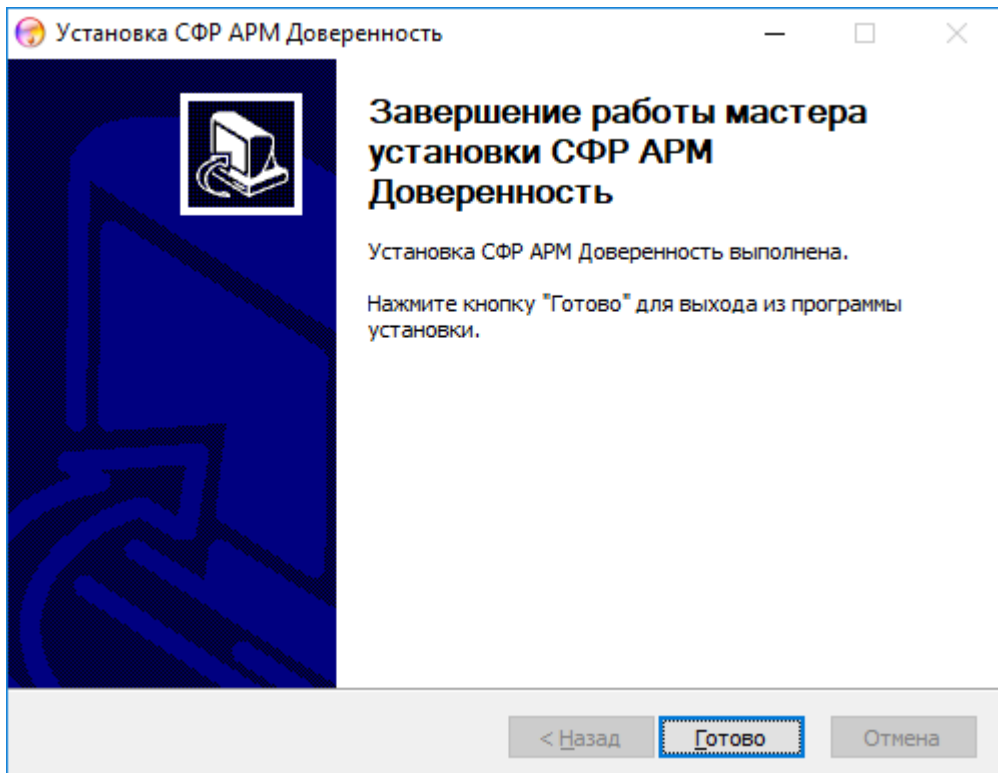 Установка СФР АРМ Доверенность
Завершение работы мастера
установки СФР АРМ
Доверенность
Установка СФР АРМ Доверенность выполнена.
Нажмите кнопку "Готово" для выхода из программы
установки.
< Назад
Готово
Отмена